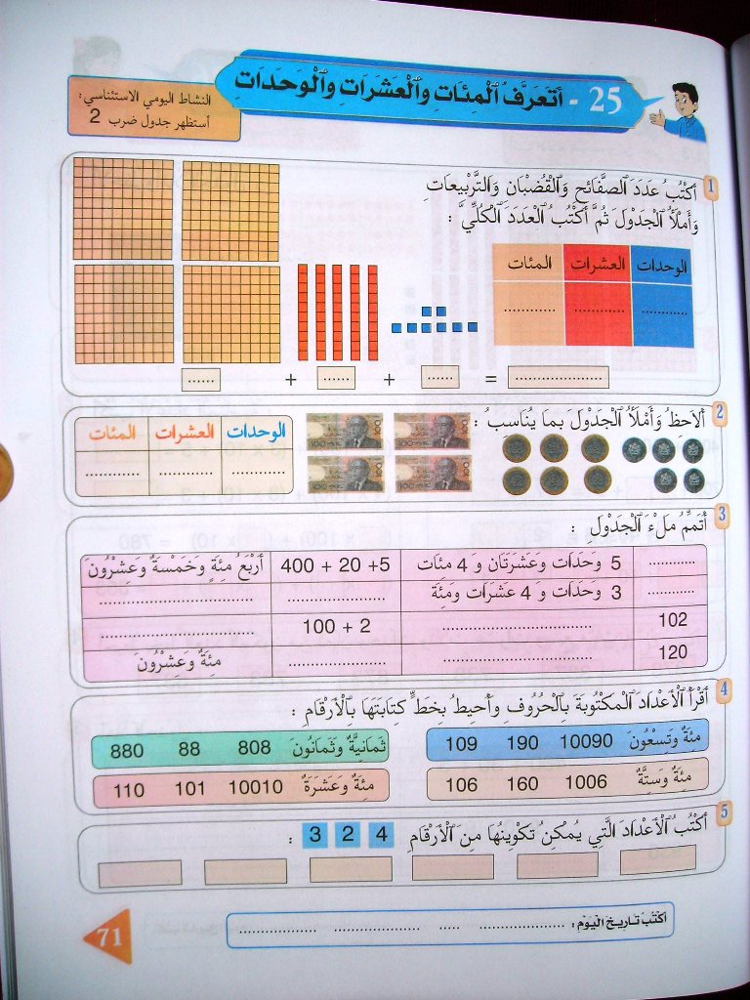 25 - أَتَعَرَّفُ ٱلْمِئَاتِ وٱلْعَشَرَاتِ وٱلْوَحَدَاتِ
النشاط اليومي الاستئناسي:
أستظهر جدول ضرب 2
1 أَكْتُبُ عَدَدَ ٱلصَّفَائِحِ وَٱلْقُضْبَانِ وَٱلتَّرْبِيعَاتِ
وَأَمْلَأُ ٱلْجَدْوَلَ ثُمَّ أَكْتُبُ ٱلْعَدَدَ ٱلْكُلِّيَّ :
الوحدات العشرات المئات
............ ............ ............
...... + ...... + ...... = ....................
2 أُلَاحِظُ وَأَمْلَأُ ٱلْجَدْوَلَ بِمَا يُنَاسِبُ :
100 100
100 100
الوحدات العشرات المئات
............ ............ ............
3 أُتَمِّمُ مَلْءَ ٱلْجَدْوَلِ :
............ 5 وَحَدَات وَعَشَرَتَان وَ 4 مِئَات 400 + 20 +5 أَرْبَعُ مِئَةٍ وَخَمْسَةٌ وَعِشْرُونَ
............ 3 وَحَدَات وَ 4 عَشَرَات وَمِئَة .................... ..............................
102 .............................. 100 + 2 ..............................
120 .............................. .................... مِئَةٌ وَعِشْرُونَ
4 أَقْرَأُ ٱلْأَعْدَادَ ٱلْمَكْتُوبَةَ بِٱلْحُرُوفِ وَأُحِيطُ بِخَطٍّ كِتَابَتَهَا بِٱلْأَرْقَامِ :
مِئَةٌ وَتِسْعُونَ 10090 190 109
ثَمَانِيَّةٌ وَثَمَانُونَ 808 88 880
مِئَةٌ وَسِتَّةٌ 1006 160 106
مِئَةٌ وَعَشَرَةٌ 10010 101 110
5 أَكْتُبُ ٱلْأَعْدَادَ ٱلَّتِي يُمْكِنُ تَكْوِينُهَا مِنَ ٱلْأَرْقَامِ 4 2 3 :
أَكْتُبُ تَارِيخَ الْيَوْمِ: .................... ..... .................... ....................
71